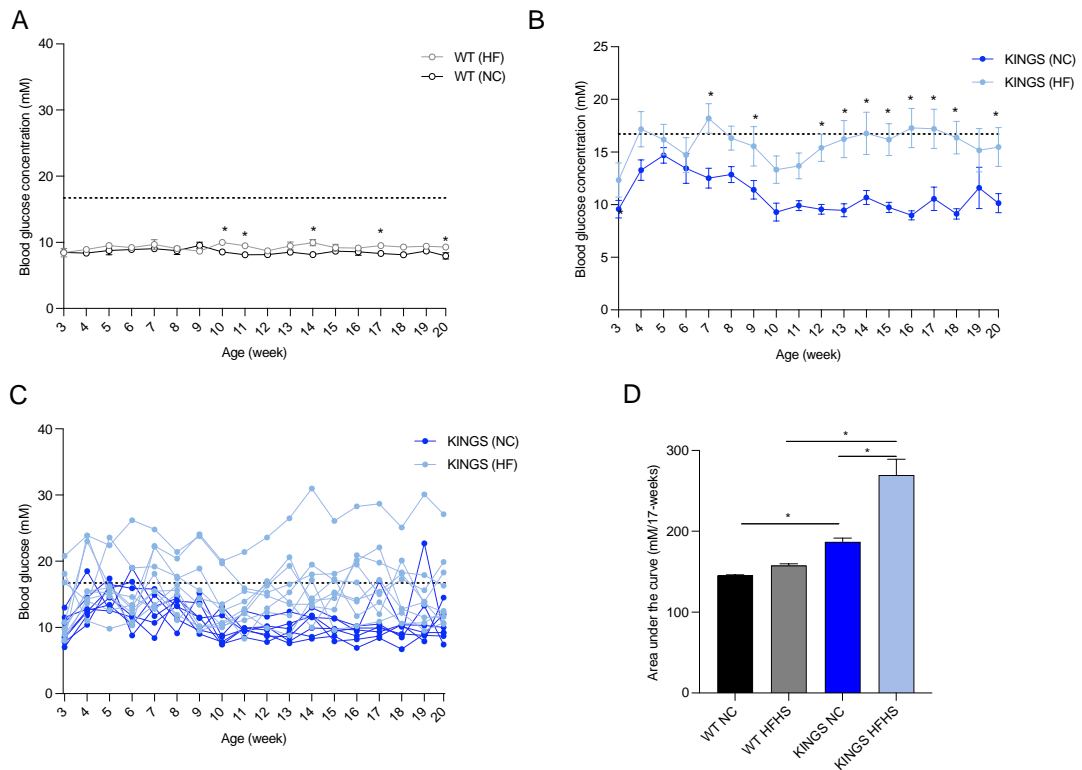 A
Blood glucose concentration (mM)
40
30
20
10
0
WT (HF)
WT (NC)
* * * * *
3 4 5 6 7 8 9 10 11 12 13 14 15 16 17 18 19 20
Age (week)
B
Blood glucose concentration (mM)
25
20
15
10
5
0
KINGS (NC)
KINGS (HF)
* * * * * * * * * * *
3 4 5 6 7 8 9 10 11 12 13 14 15 16 17 18 19 20
Age (week)
C
Blood glucose (mM)
40
30
20
10
0
KINGS (NC)
KINGS (HF)
3 4 5 6 7 8 9 10 11 12 13 14 15 16 17 18 19 20
Age (week)
D
Area under the curve (mM/17-weeks)
300
200
100
0
*
*
*
WT NC
WT HFHS
KINGS NC
KINGS HFHS